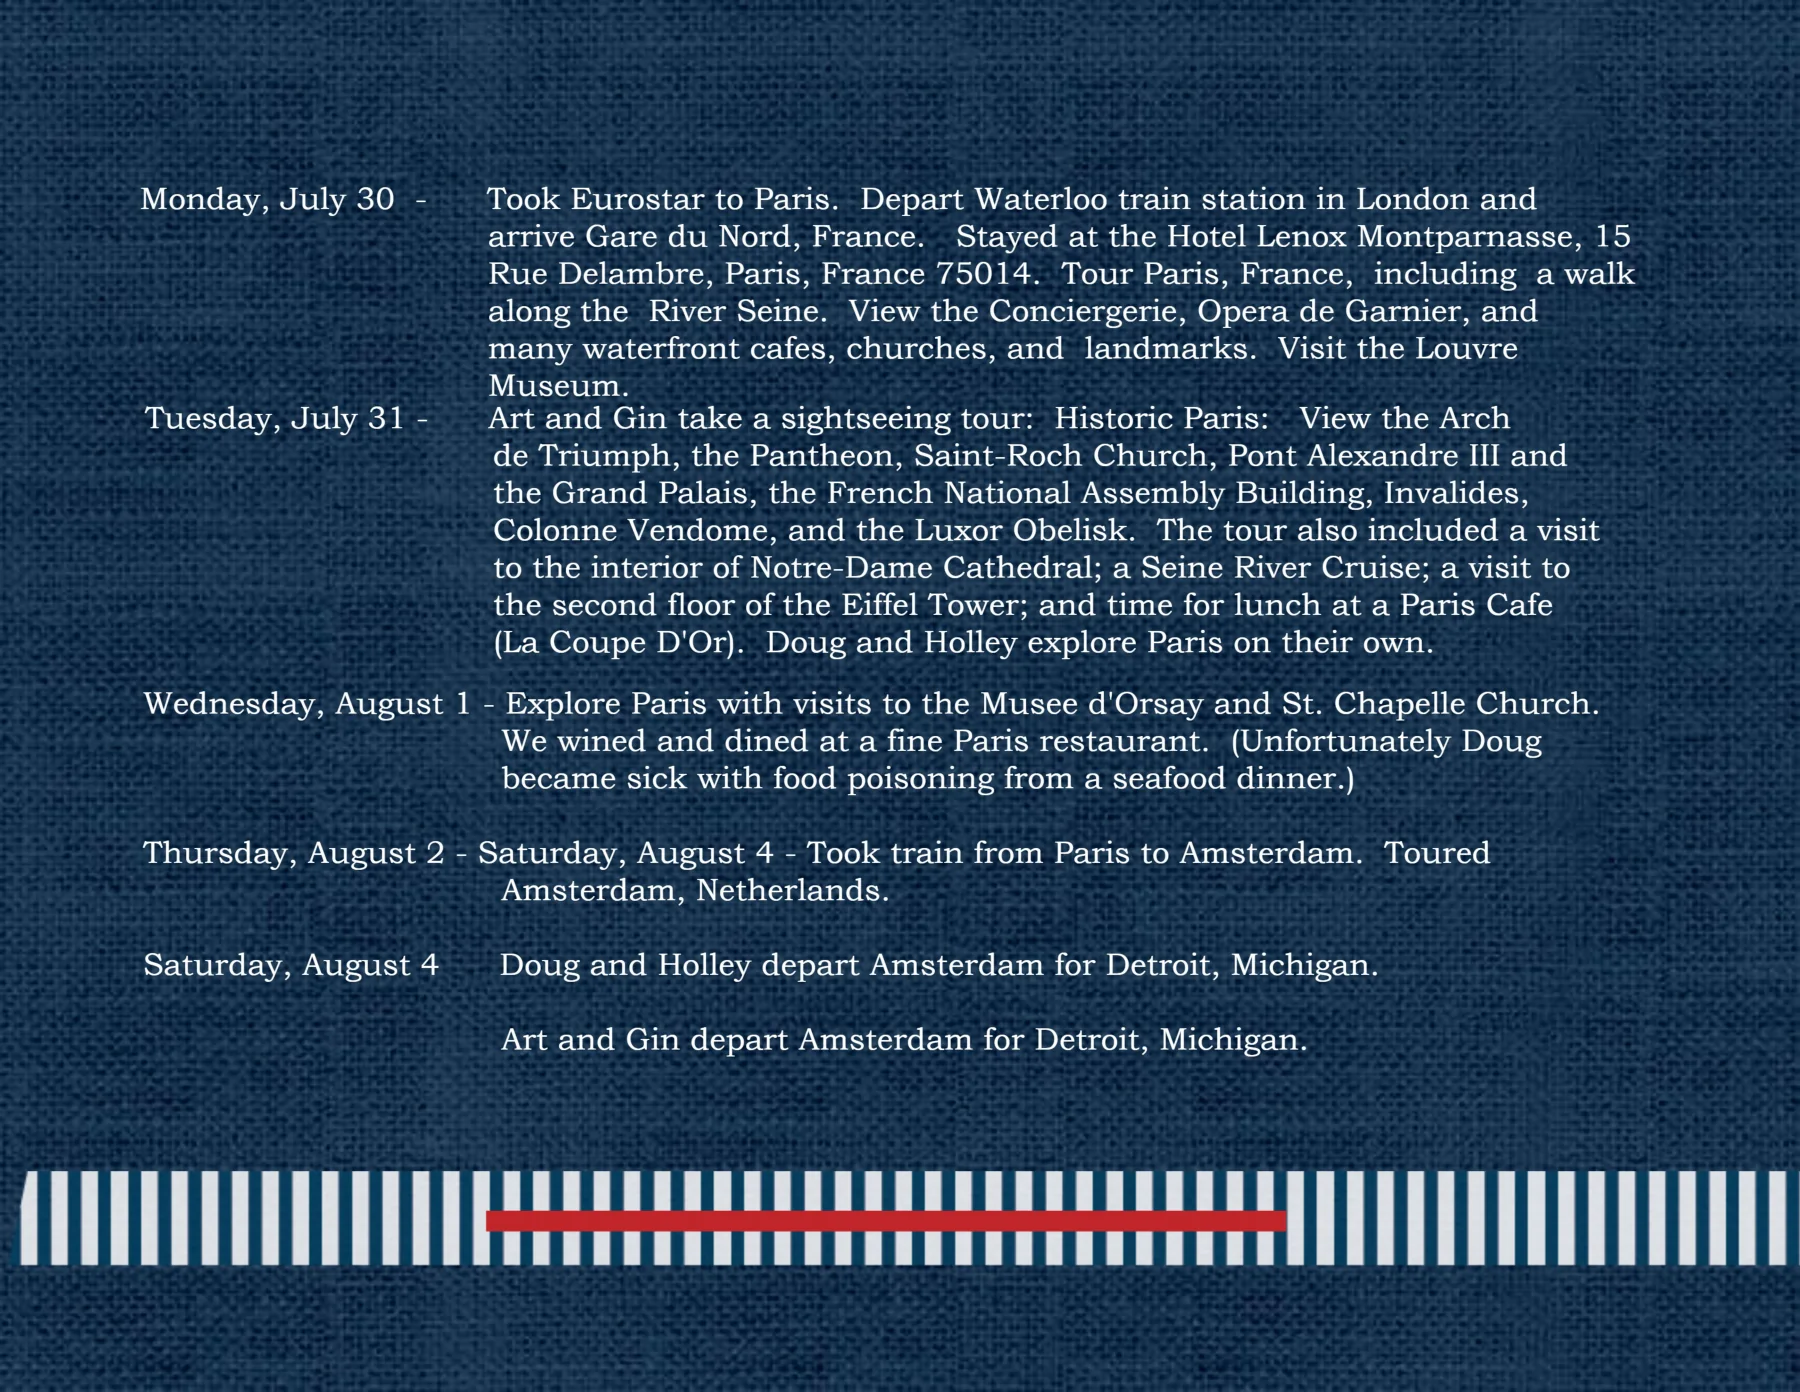 Monday, July 30  -  Took Eurostar to Paris.  Depart Waterloo train station in London and
arrive Gare du Nord, France.   Stayed at the Hotel Lenox Montparnasse, 15
Rue Delambre, Paris, France 75014.  Tour Paris, France,  including  a walk
along the  River Seine.  View the Conciergerie, Opera de Garnier, and
many waterfront cafes, churches, and  landmarks.  Visit the Louvre
Museum.
Tuesday, July 31 -  Art and Gin take a sightseeing tour:  Historic Paris:   View the Arch
de Triumph, the Pantheon, Saint-Roch Church, Pont Alexandre III and
the Grand Palais, the French National Assembly Building, Invalides,
Colonne Vendome, and the Luxor Obelisk.  The tour also included a visit
to the interior of Notre-Dame Cathedral; a Seine River Cruise; a visit to
the second floor of the Eiffel Tower; and time for lunch at a Paris Cafe
(La Coupe D'Or).  Doug and Holley explore Paris on their own.
Wednesday, August 1 - Explore Paris with visits to the Musee d'Orsay and St. Chapelle Church.
We wined and dined at a fine Paris restaurant.  (Unfortunately Doug
became sick with food poisoning from a seafood dinner.)
Thursday, August 2 - Saturday, August 4 - Took train from Paris to Amsterdam.  Toured
Amsterdam, Netherlands.
Saturday, August 4  Doug and Holley depart Amsterdam for Detroit, Michigan.
Art and Gin depart Amsterdam for Detroit, Michigan.